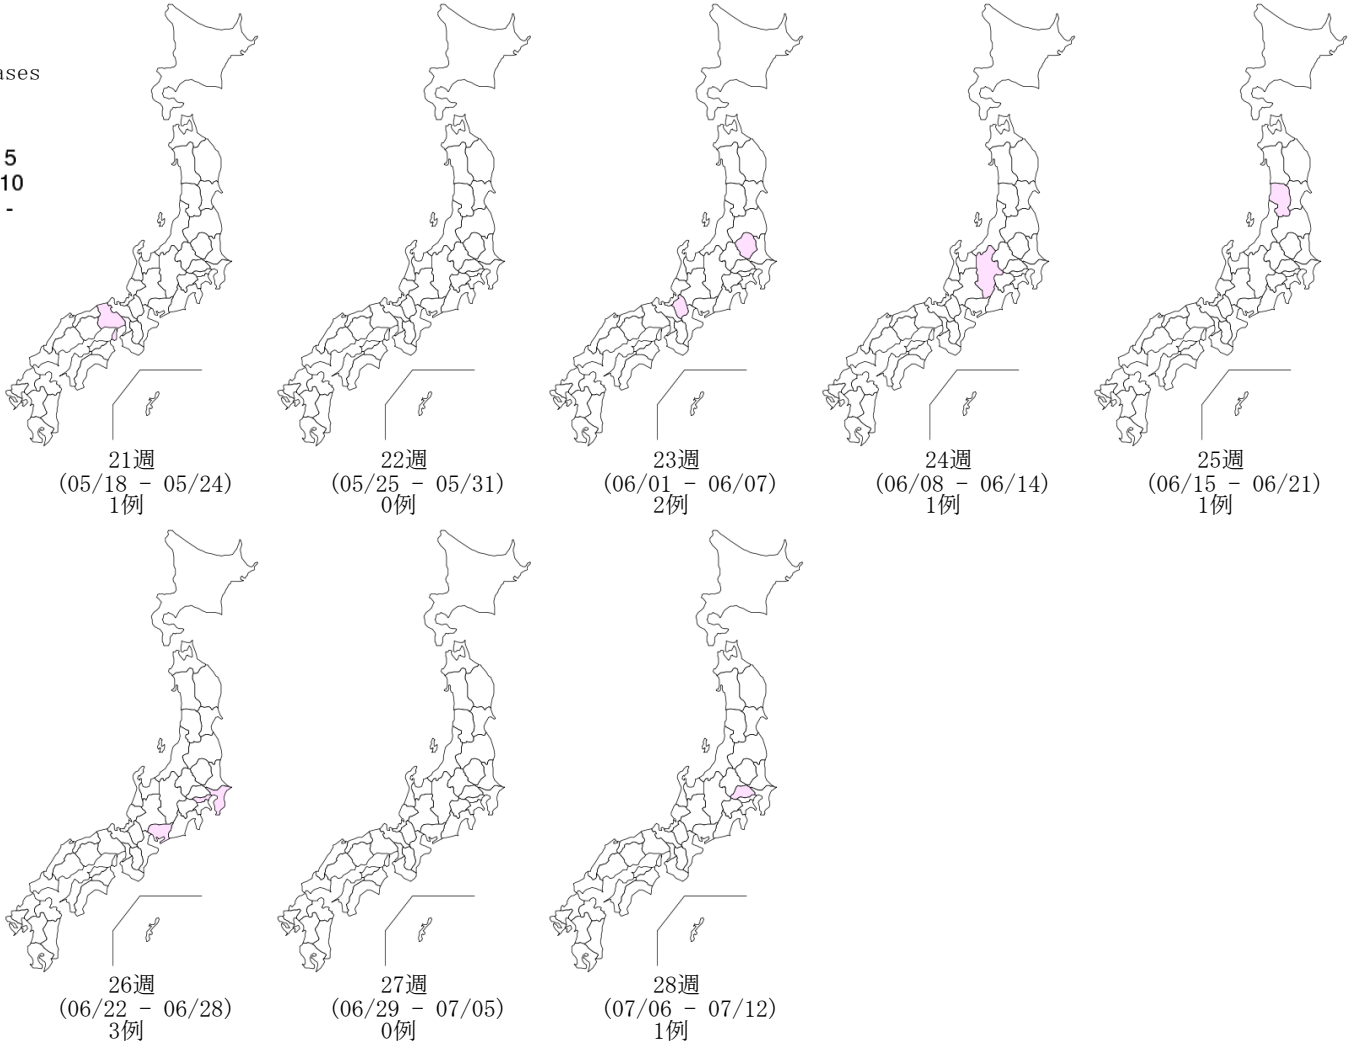 ases
5
10
-
21週
(05/18 - 05/24)
1例
22週
(05/25 - 05/31)
0例
23週
(06/01 - 06/07)
2例
24週
(06/08 - 06/14)
1例
25週
(06/15 - 06/21)
1例
26週
(06/22 - 06/28)
3例
27週
(06/29 - 07/05)
0例
28週
(07/06 - 07/12)
1例